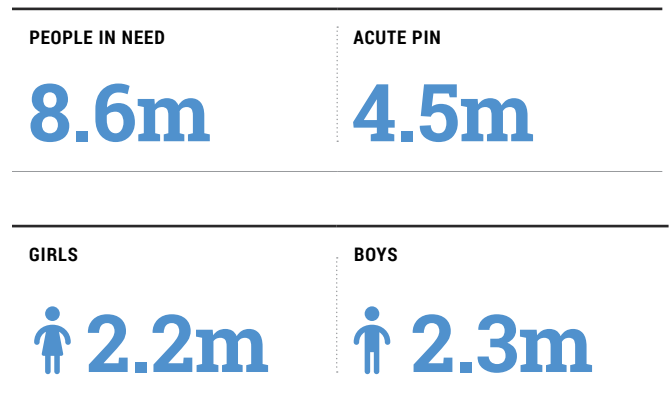 PEOPLE IN NEED
ACUTE PIN
8.6m
4.5m
GIRLS
BOYS
2.2m
2.3m